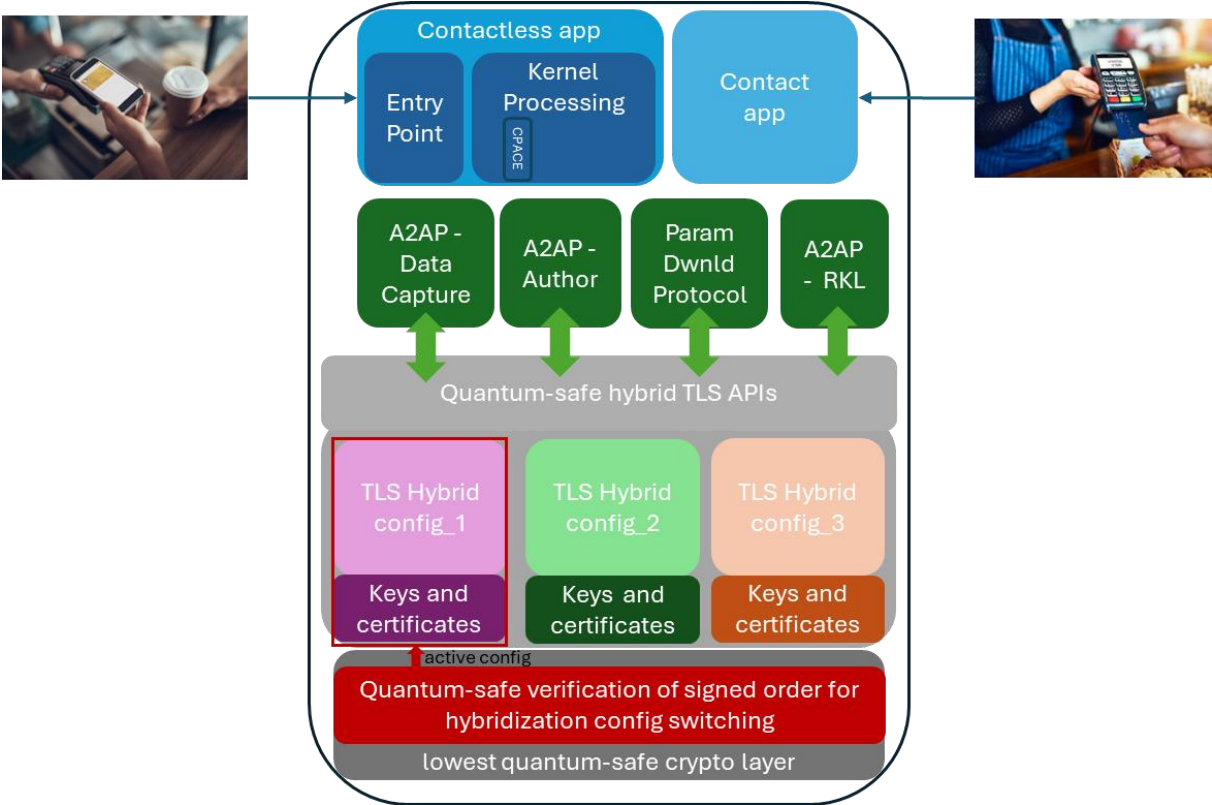 Contactless app
Entry
Point
Kernel
Processing
CPACE
Contact
app
A2AP -
Data
Capture
A2AP -
Author
Param
Dwnld
Protocol
A2AP
- RKL
Quantum-safe hybrid TLS APIs
TLS Hybrid
config_1
TLS Hybrid
config_2
TLS Hybrid
config_3
Keys and
certificates
Keys and
certificates
Keys and
certificates
active config
Quantum-safe verification of signed order for
hybridization config switching
lowest quantum-safe crypto layer